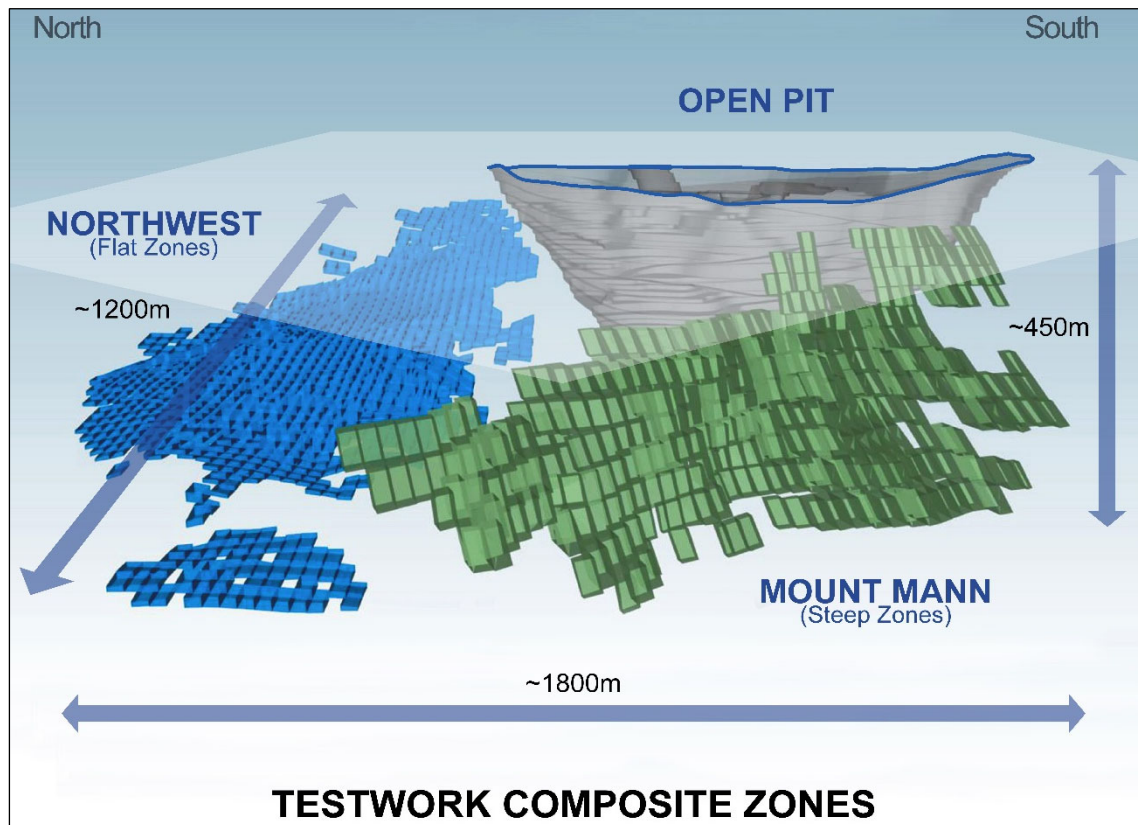 North
South
OPEN PIT
NORTHWEST
(Flat Zones)
~1200m
~450m
MOUNT MANN
(Steep Zones)
~1800m
TESTWORK COMPOSITE ZONES